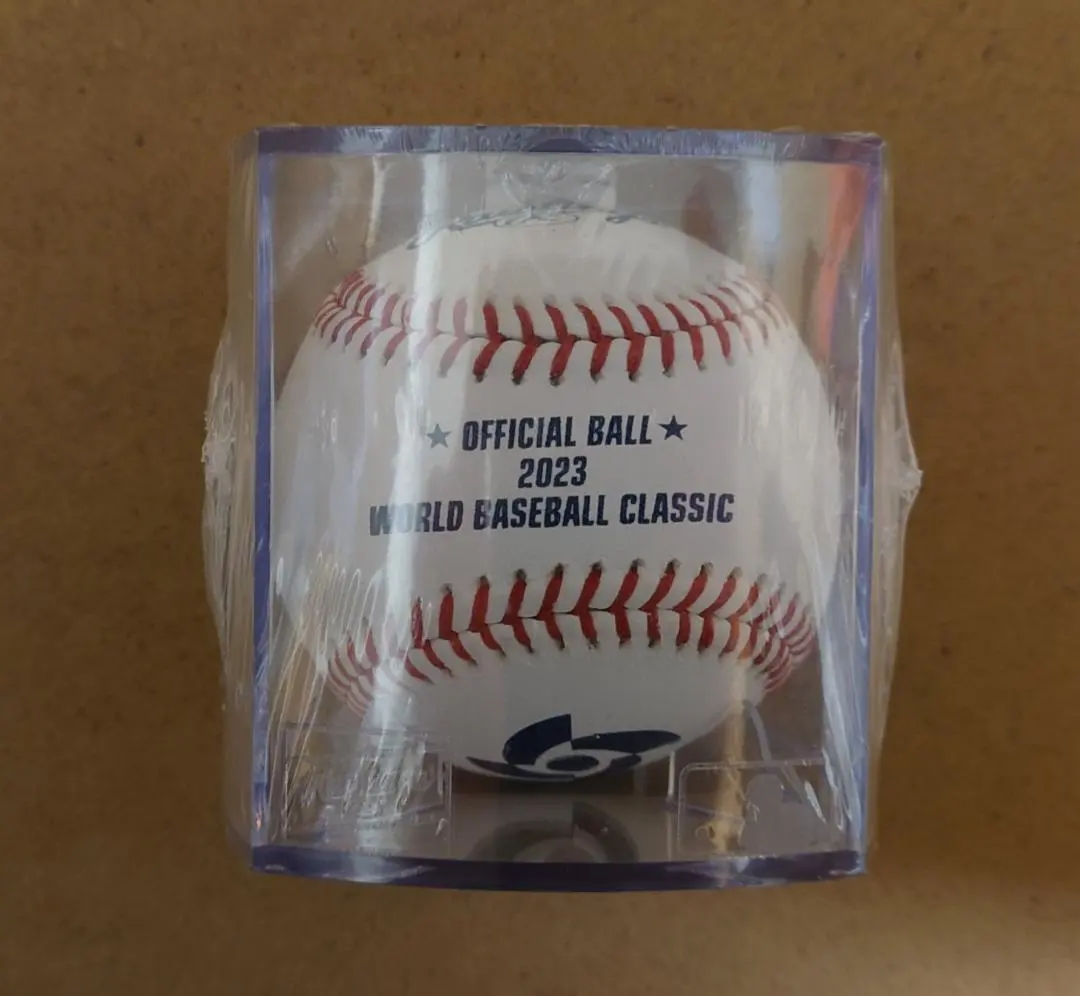 ★ OFFICIAL BALL ★
2023
WORLD BASEBALL CLASSIC